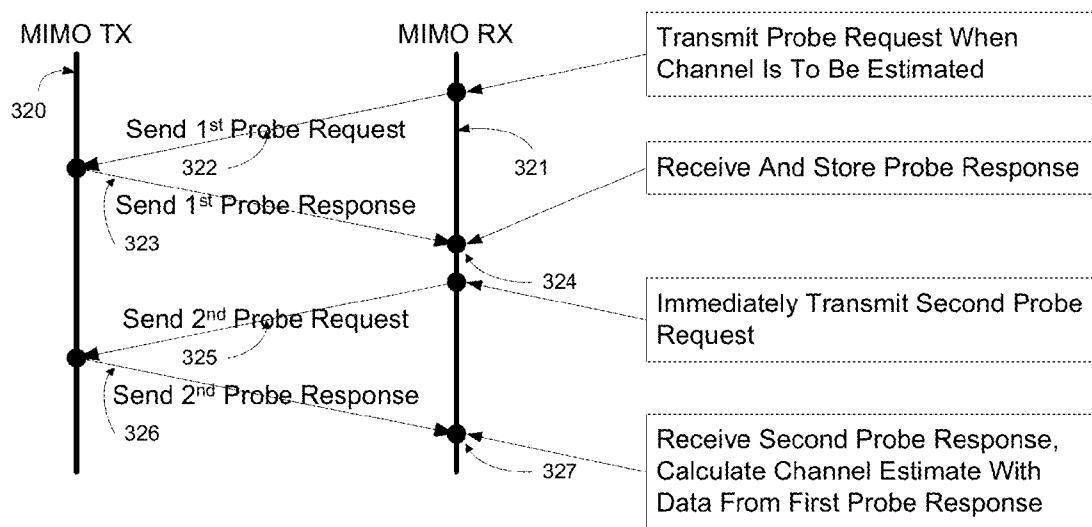 MIMO TX
MIMO RX
320
Transmit Probe Request When
Channel Is To Be Estimated
Send 1st Probe Request
322
321
Receive And Store Probe Response
Send 1st Probe Response
323
324
Immediately Transmit Second Probe
Request
Send 2nd Probe Request
325
Send 2nd Probe Response
326
327
Receive Second Probe Response,
Calculate Channel Estimate With
Data From First Probe Response